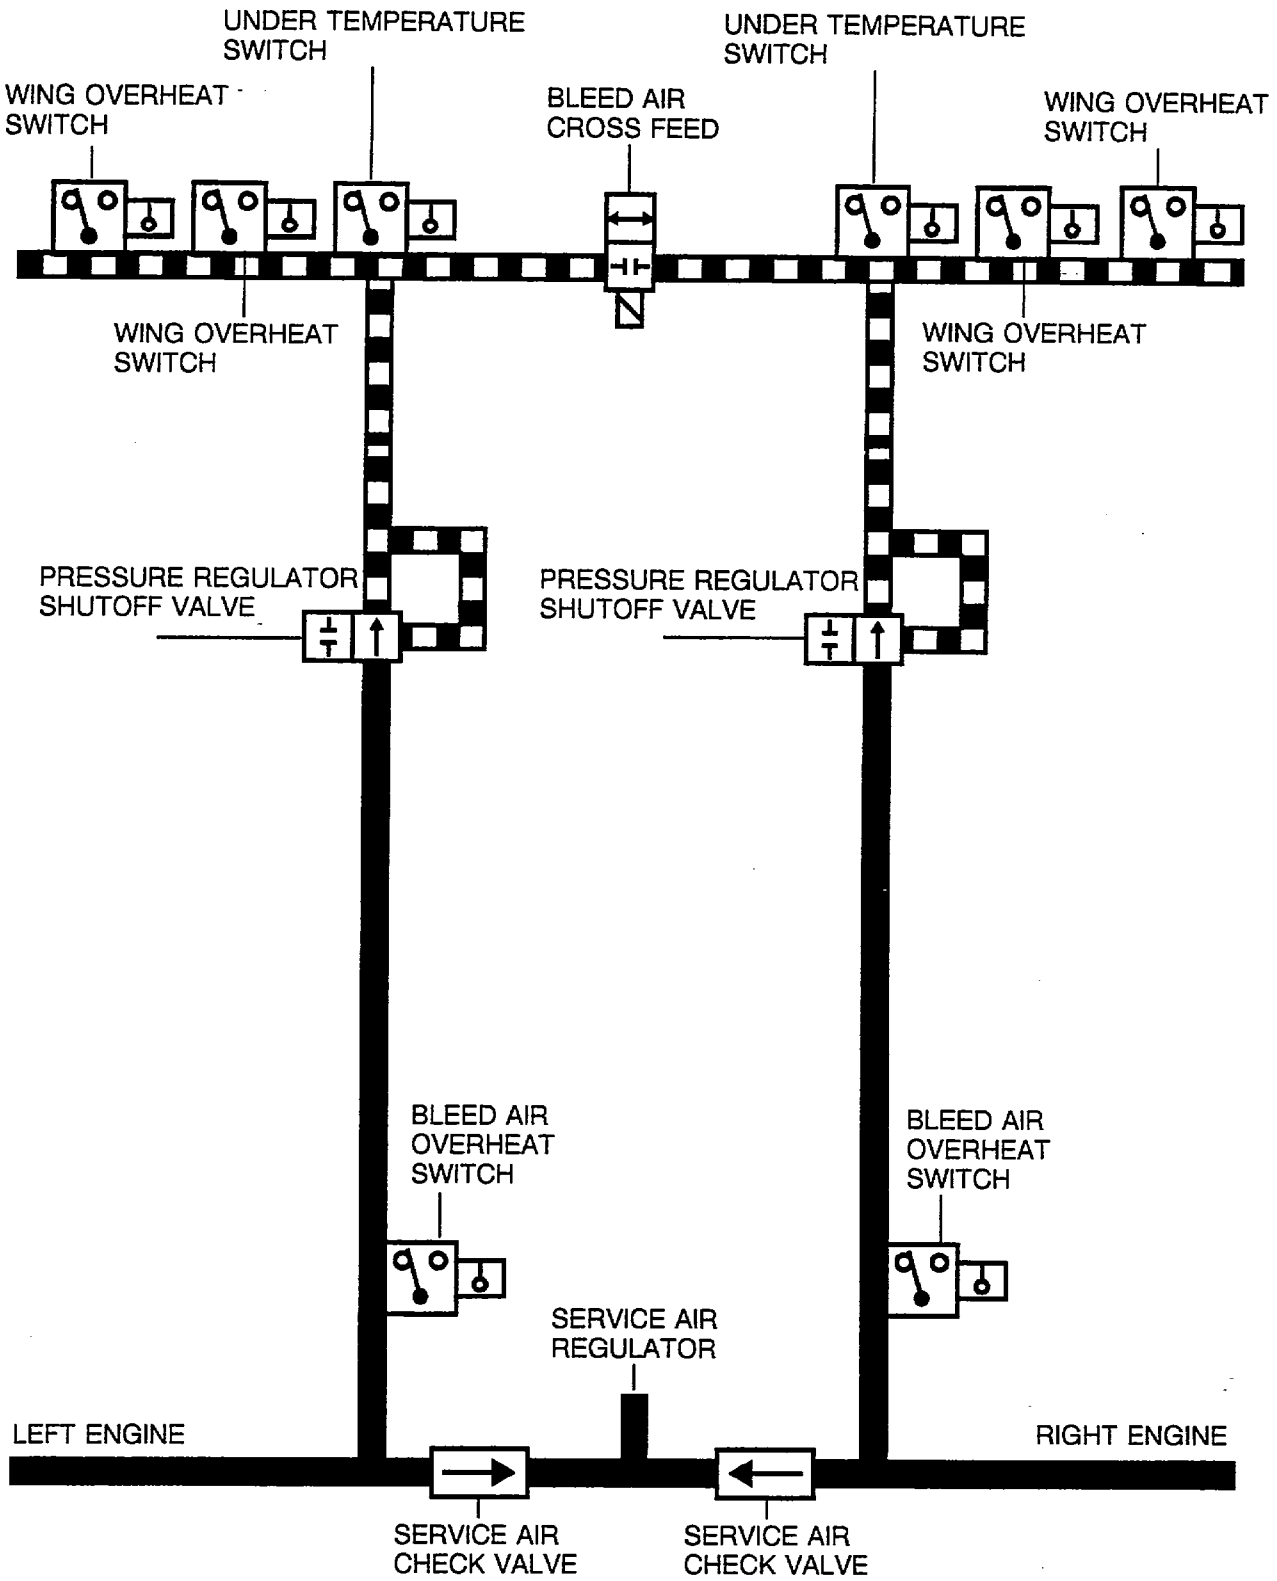 UNDER TEMPERATURE
SWITCH
UNDER TEMPERATURE
SWITCH
WING OVERHEAT
SWITCH
BLEED AIR
CROSS FEED
WING OVERHEAT
SWITCH
WING OVERHEAT
SWITCH
WING OVERHEAT
SWITCH
PRESSURE REGULATOR
SHUTOFF VALVE
PRESSURE REGULATOR
SHUTOFF VALVE
BLEED AIR
OVERHEAT
SWITCH
BLEED AIR
OVERHEAT
SWITCH
SERVICE AIR
REGULATOR
LEFT ENGINE
RIGHT ENGINE
SERVICE AIR
CHECK VALVE
SERVICE AIR
CHECK VALVE